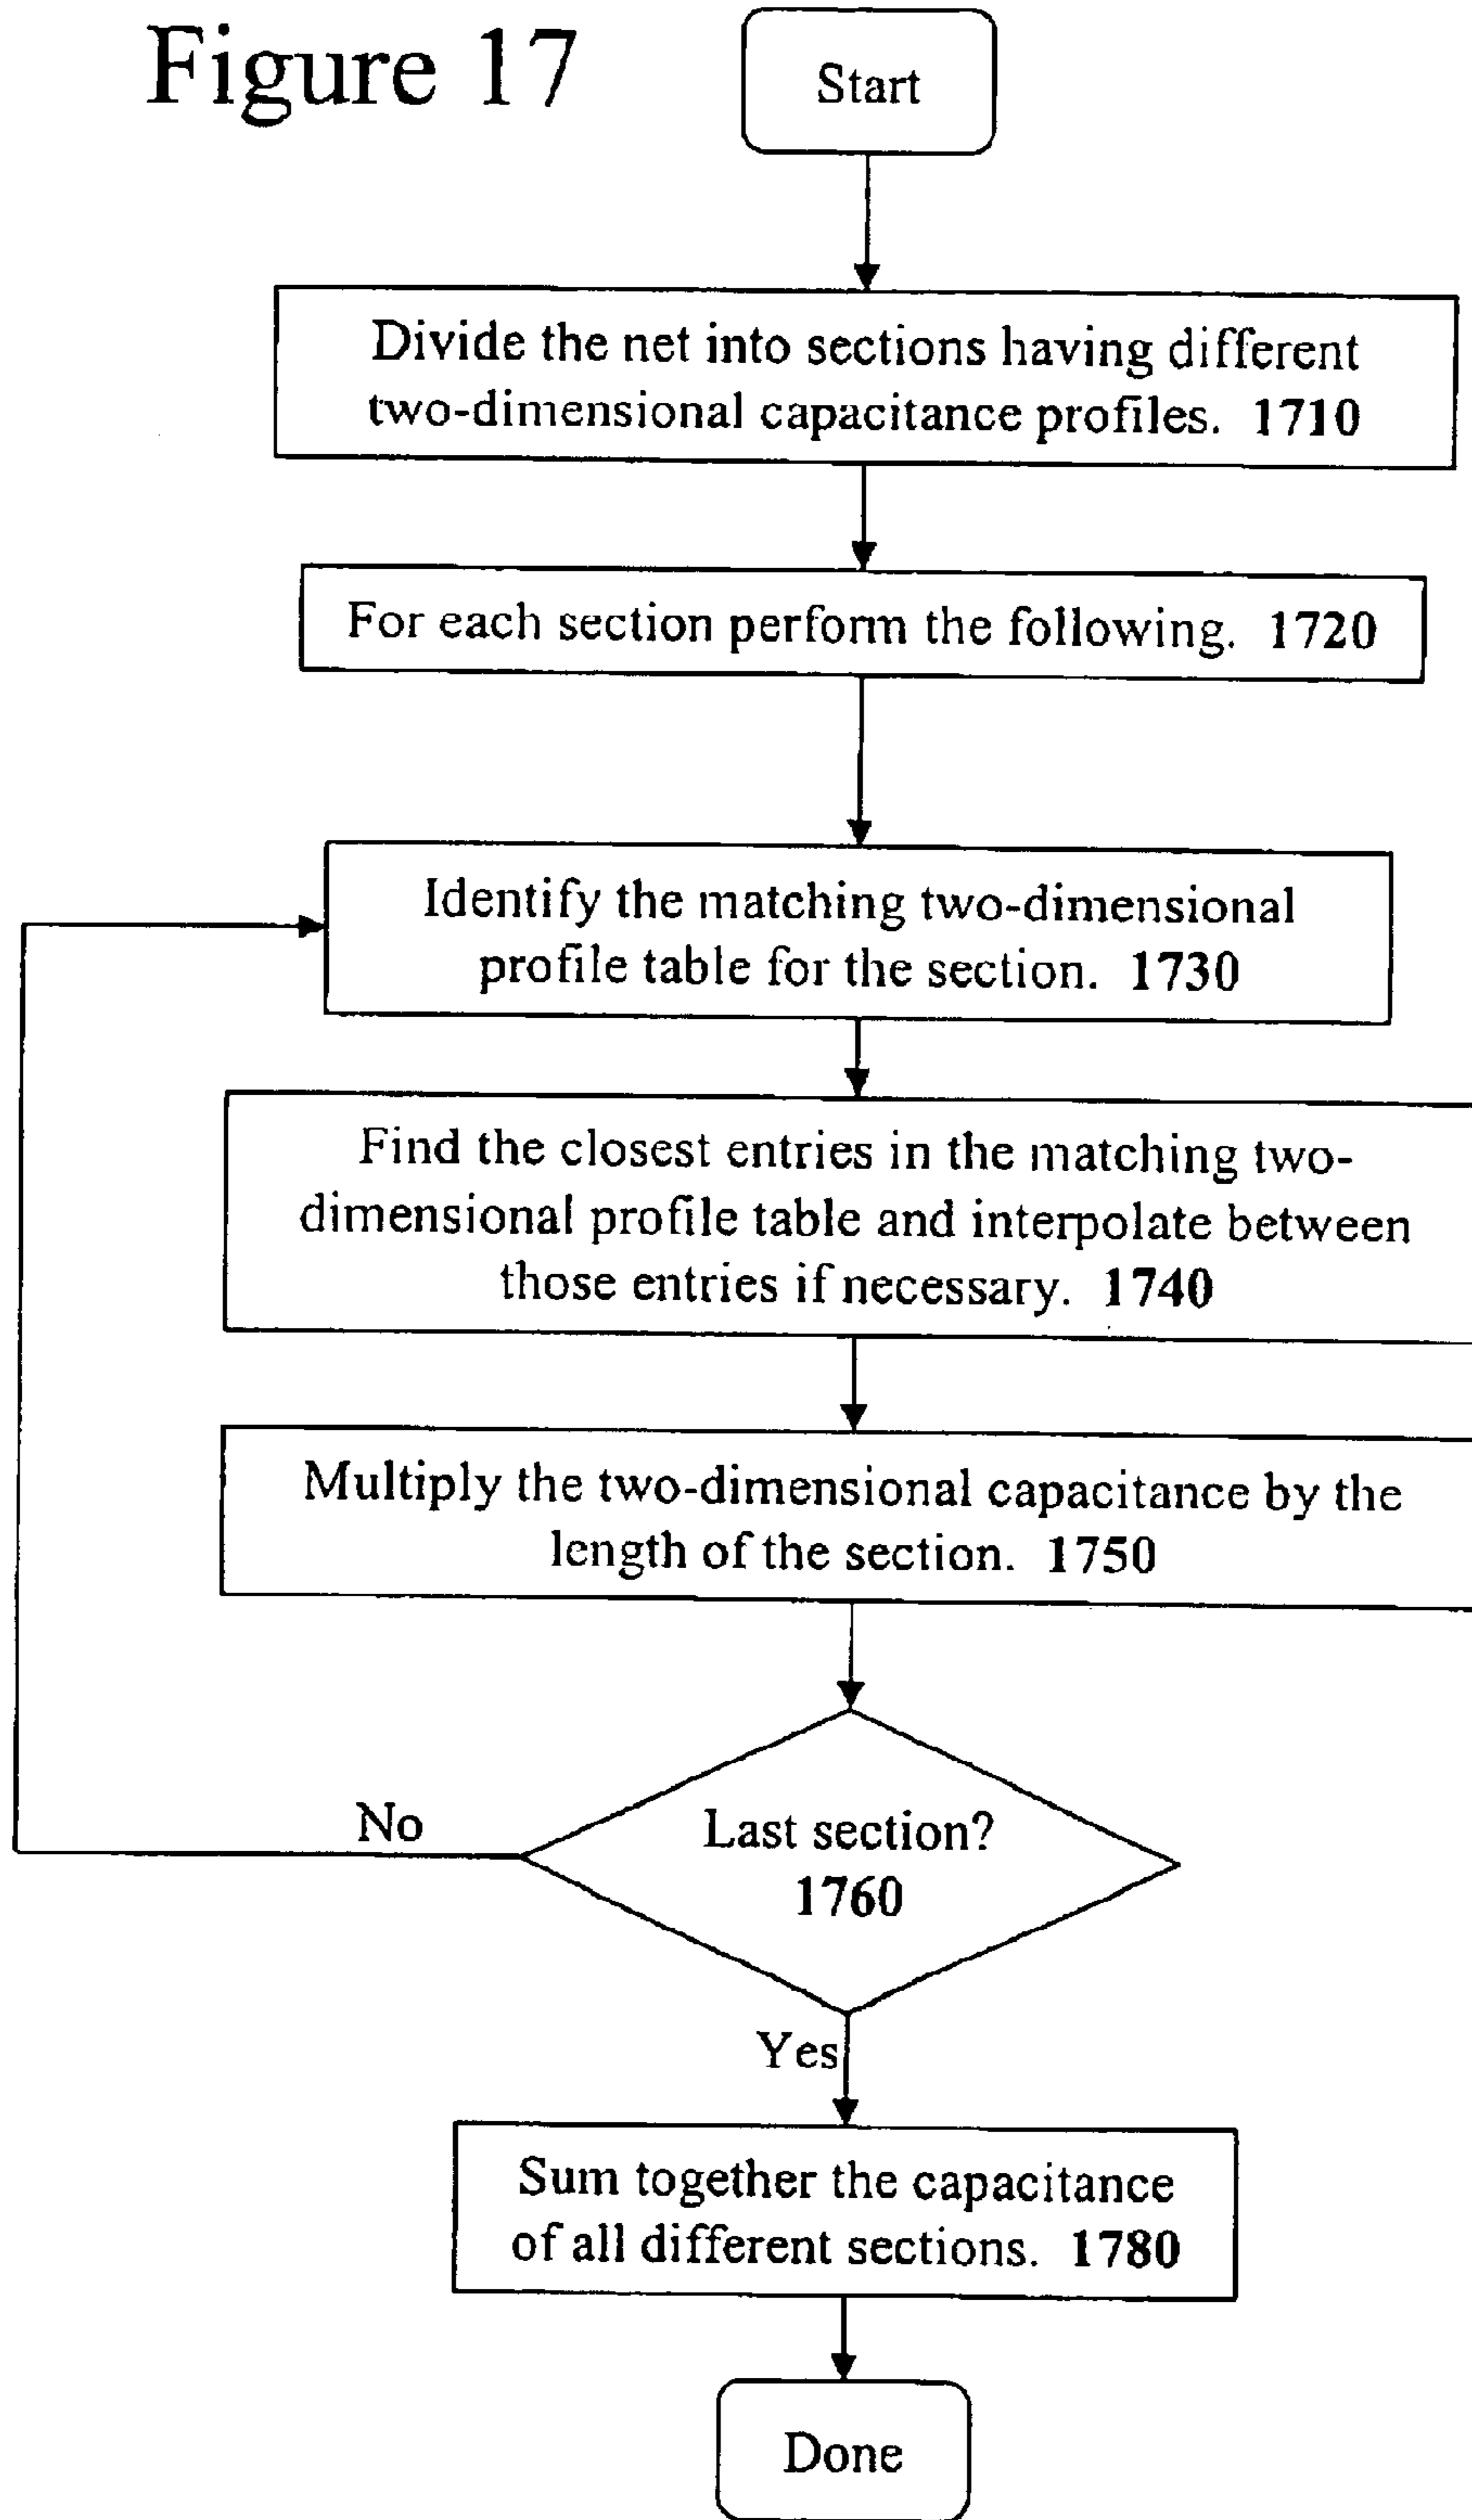 Figure 17
Start
Divide the net into sections having different
two-dimensional capacitance profiles. 1710
For each section perform the following. 1720
Identify the matching two-dimensional
profile table for the section. 1730
Find the closest entries in the matching two-
dimensional profile table and interpolate between
those entries if necessary. 1740
Multiply the two-dimensional capacitance by the
length of the section. 1750
No
Last section?
1760
Yes
Sum together the capacitance
of all different sections. 1780
Done